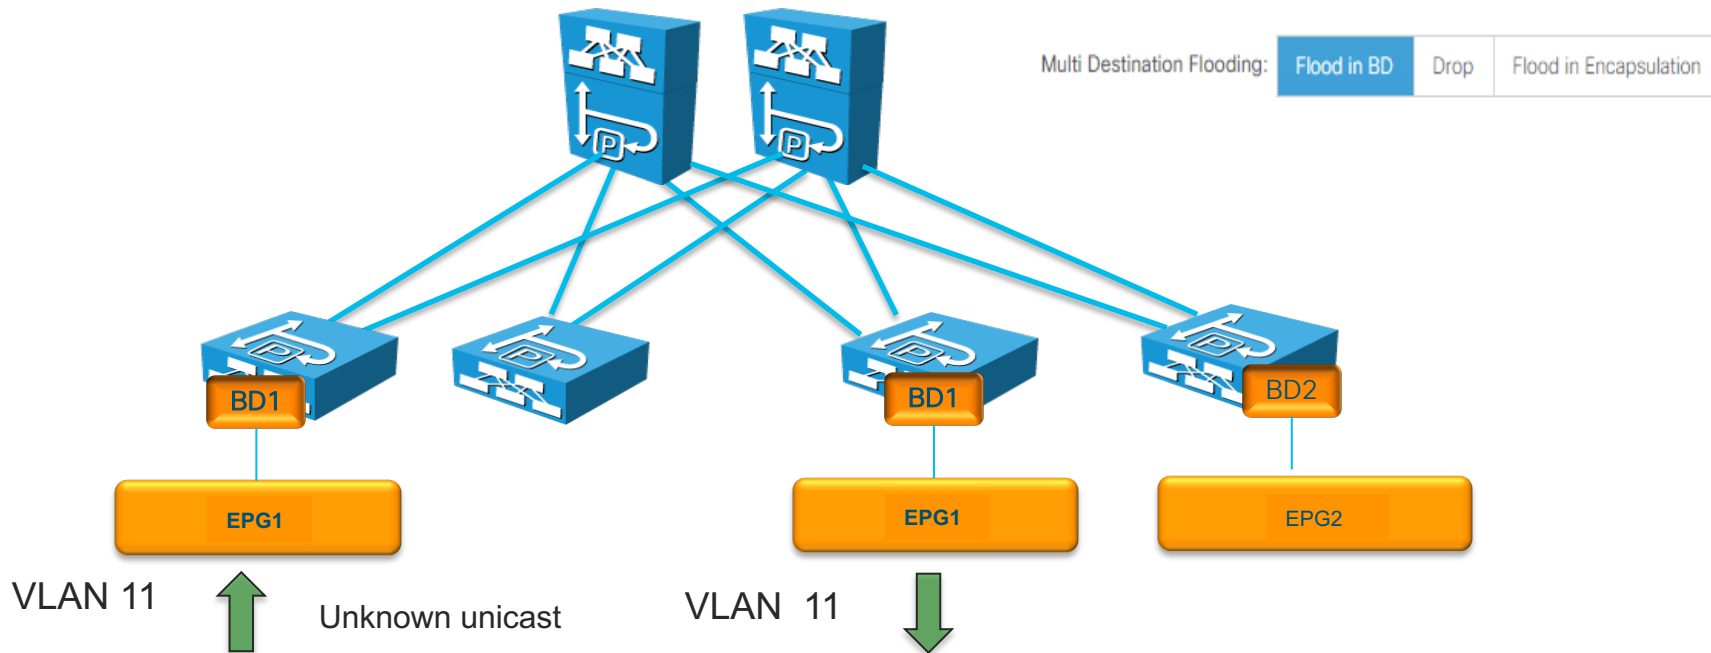 Multi Destination Flooding: Flood in BD Drop Flood in Encapsulation
P P
P P P P
BD1 BD1 BD2
EPG1 EPG1 EPG2
VLAN 11 Unknown unicast VLAN 11